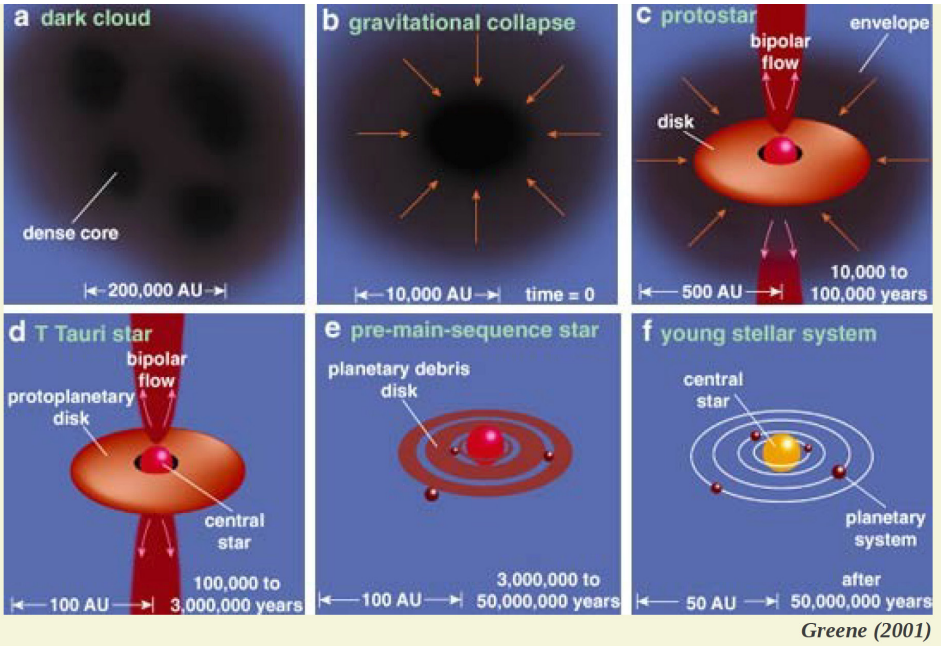 a dark cloud
dense core
200,000 AU
b gravitational collapse
10,000 AU
time = 0
c protostar
envelope
bipolar
flow
disk
500 AU
10,000 to
100,000 years
d T Tauri star
bipolar
flow
protoplanetary
disk
central
star
100,000 to
100 AU
3,000,000 years
e pre-main-sequence star
planetary debris
disk
3,000,000 to
100 AU
50,000,000 years
f young stellar system
central
star
planetary
system
after
50 AU
50,000,000 years
Greene (2001)